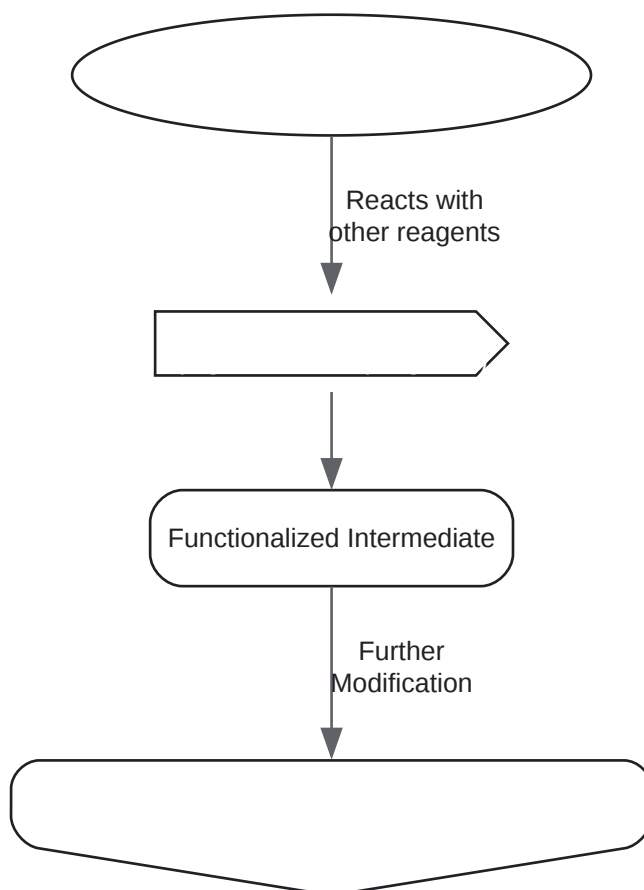 Reacts with
other reagents
Functionalized Intermediate
Further
Modification